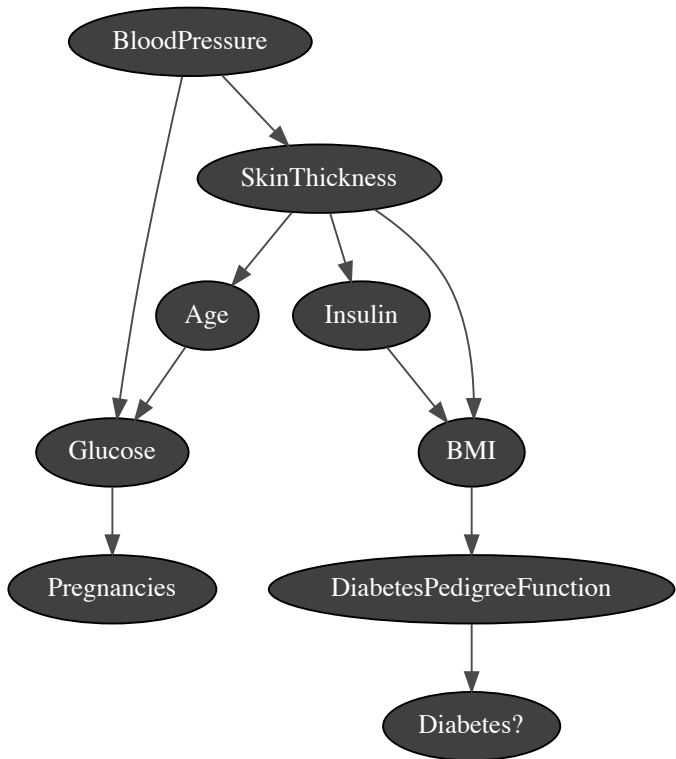 BloodPressure
SkinThickness
Age
Insulin
Glucose
BMI
Pregnancies
DiabetesPedigreeFunction
Diabetes?